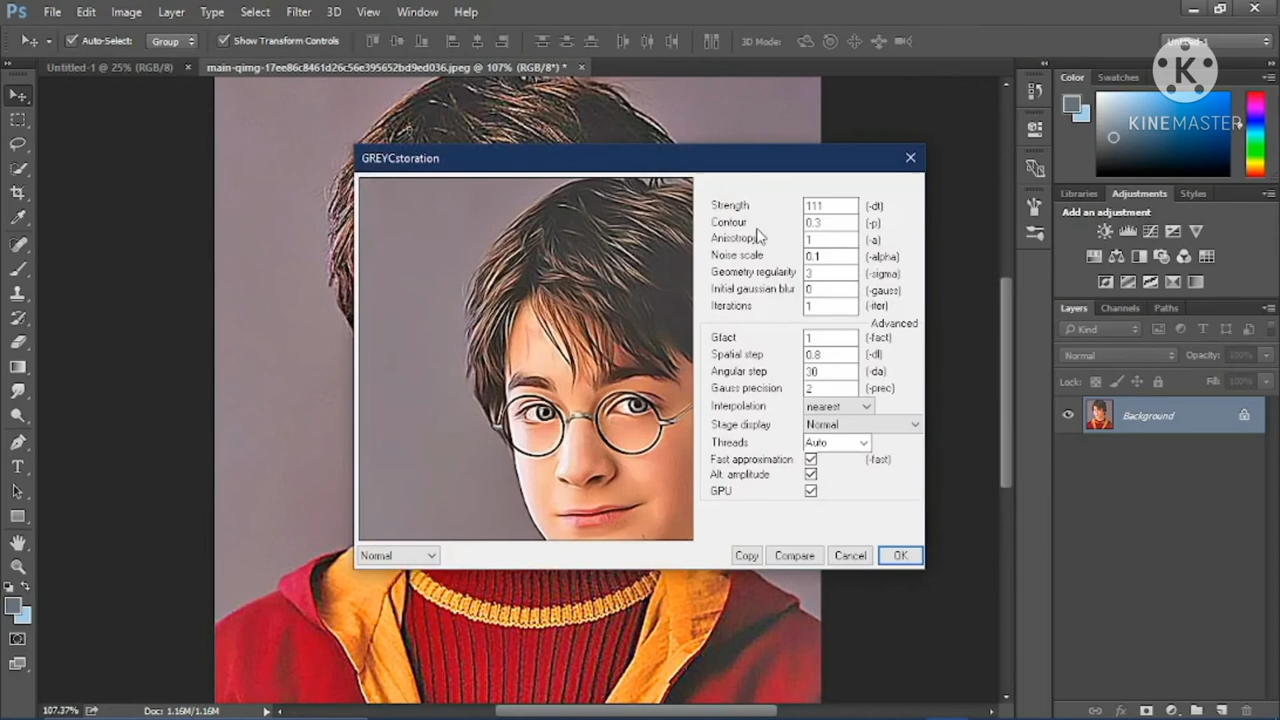 Ps File Edit Image Layer Type Select Filter 3D View Window Help
Auto-Select: Group Show Transform Controls 3D Mode: Untitled-1
Untitled-1 @ 25% (RGB/8) × main-qimg-17ee86c8461d26c56e395652bd9ed036.jpeg @ 107% (RGB/8*) * ×
Color Swatches
K
KINEMASTER
GREYCstoration
Strength 111 (-dt)
Contour 0.3 (-p)
Anisotropy 1 (-a)
Noise scale 0.1 (-alpha)
Geometry regularity 3 (-sigma)
Initial gaussian blur 0 (-gauss)
Iterations 1 (-iter)
Advanced
Gfact 1 (-fact)
Spatial step 0.8 (-dl)
Angular step 30 (-da)
Gauss precision 2 (-prec)
Interpolation nearest
Stage display Normal
Threads Auto
Fast approximation (-fast)
Alt. amplitude
GPU
Normal Copy Compare Cancel OK
Libraries Adjustments Styles
Add an adjustment
Layers Channels Paths
Kind
Normal Opacity: 100%
Lock: Fill: 100%
Background
107.37% Doc: 1.16M/1.16M